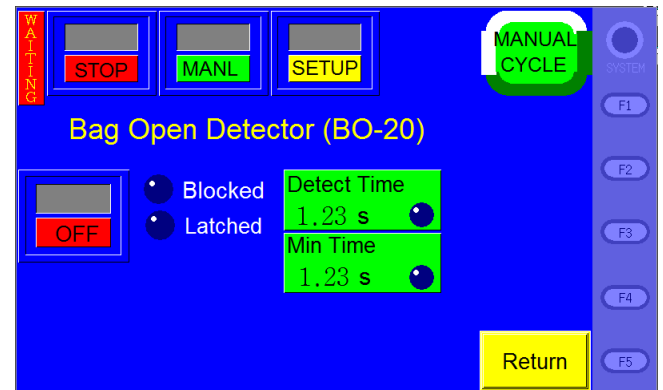 WAITING
STOP
MANL
SETUP
MANUAL
CYCLE
SYSTEM
F1
Bag Open Detector (BO-20)
F2
Blocked
Detect Time
1.23 s
OFF
Latched
F3
Min Time
1.23 s
F4
Return
F5